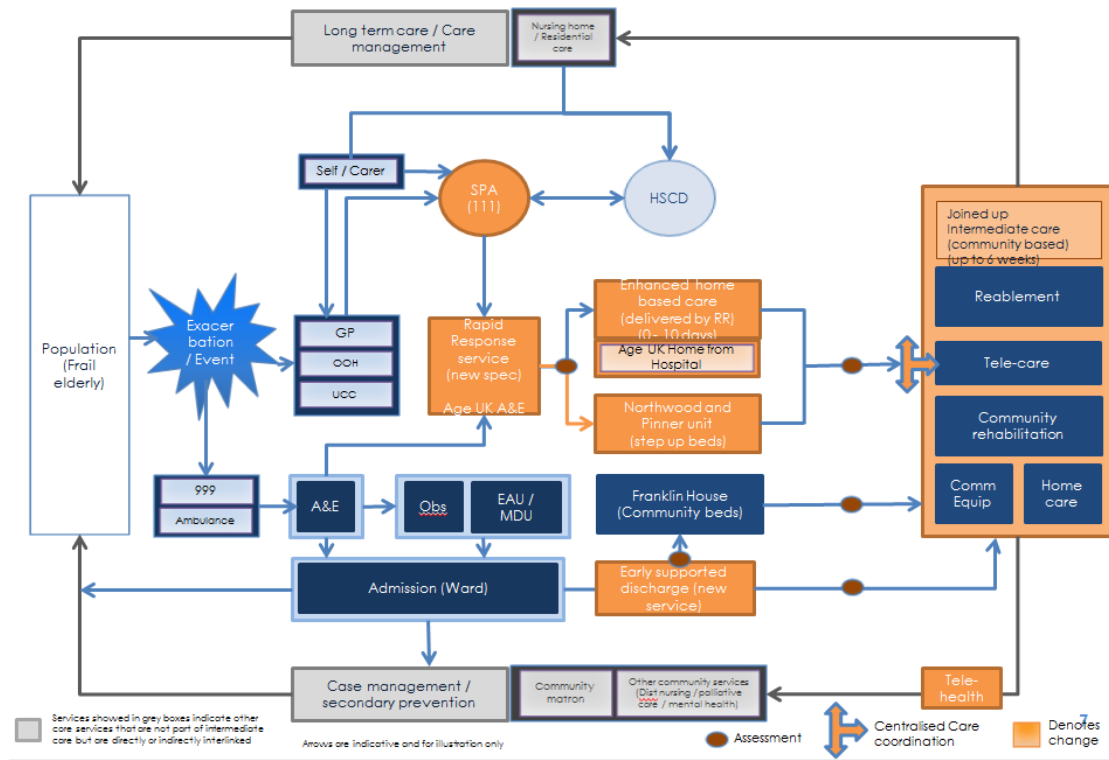 Long term care / Care
management
Nursing home
/ Residential
care
Self / Carer
SPA
(111)
HSCD
Population
(Frail
elderly)
Exacer
bation
/ Event
GP
OOH
UCC
Rapid
Response
service
(new spec)
Age UK A&E
Enhanced home
based care
(delivered by RR)
(0 - 10 days)
Age UK Home from
Hospital
Northwood and
Pinner unit
(step up beds)
Joined up
Intermediate care
(community based)
(up to 6 weeks)
Reablement
Tele-care
Community
rehabilitation
Comm
Equip
Home
care
999
Ambulance
A&E
Obs
EAU /
MDU
Franklin House
(Community beds)
Admission (Ward)
Early supported
discharge (new
service)
Case management /
secondary prevention
Community
matron
Other community services
(Dist nursing / palliative
care / mental health)
Tele-
health
Services showed in grey boxes indicate other
care services that are not part of intermediate
care but are directly or indirectly interlinked
Arrows are indicative and for illustration only
Assessment
Centralised Care
coordination
Denotes
change
7